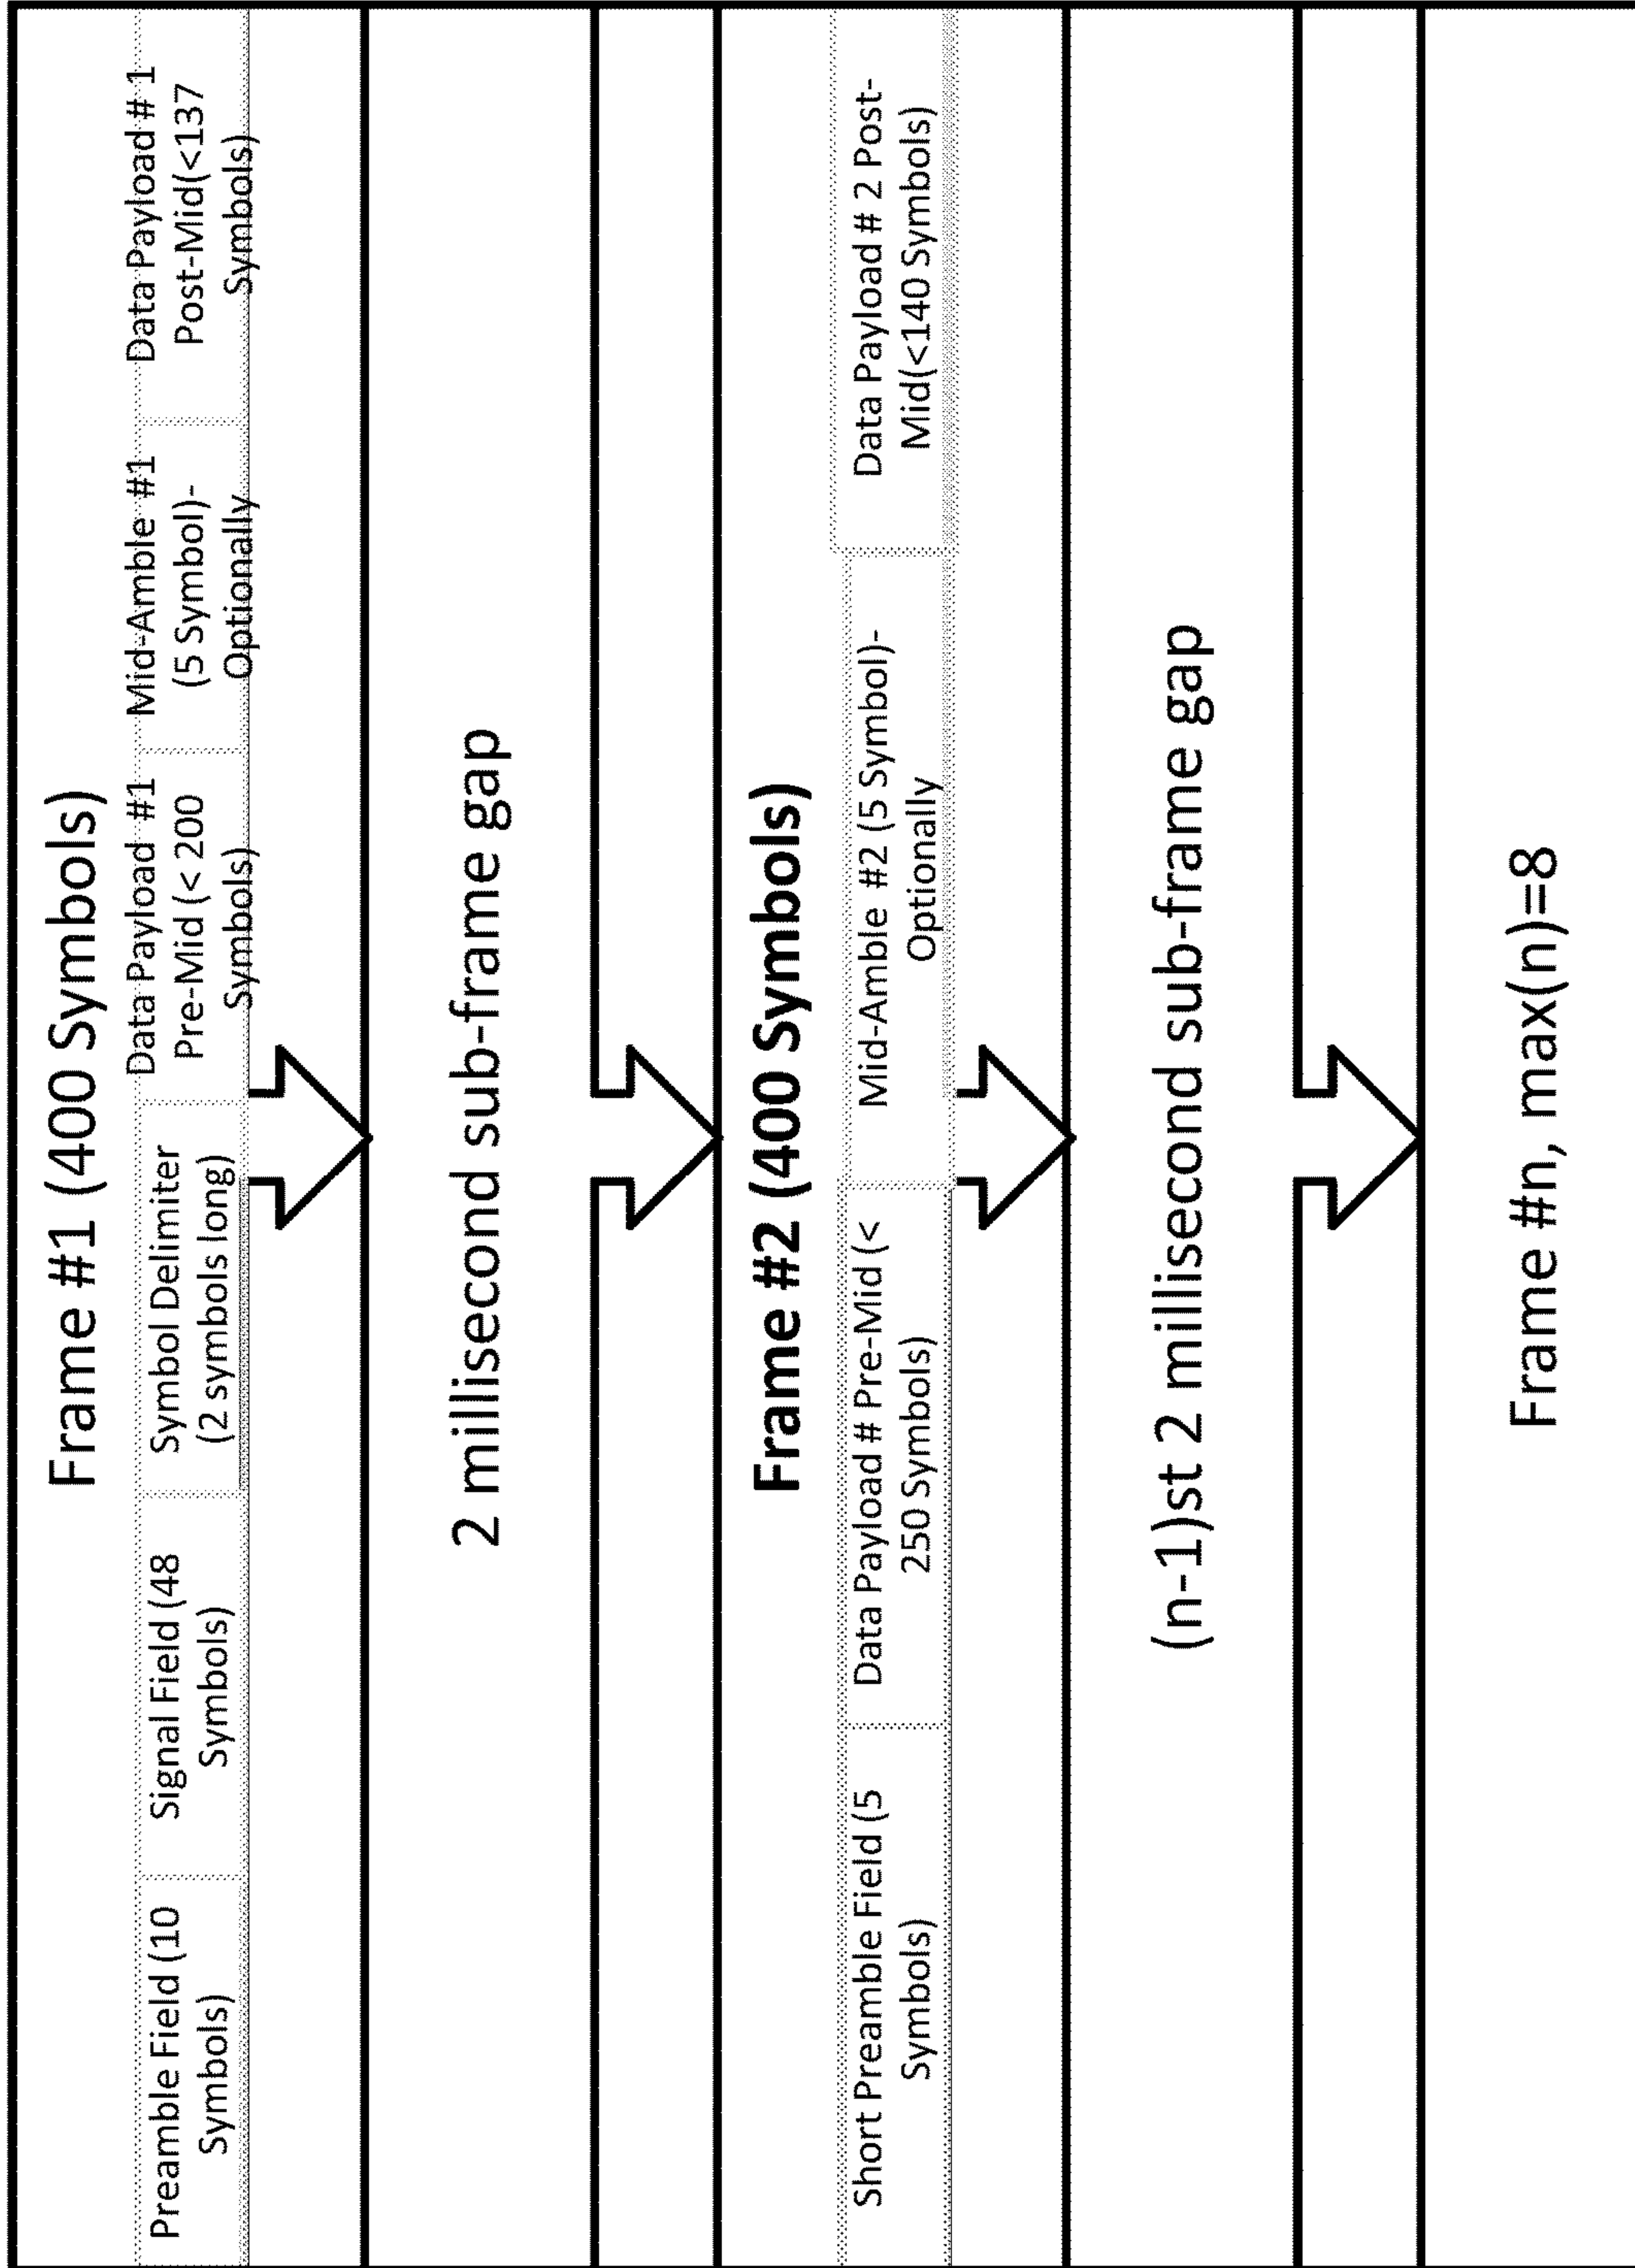 Frame #1 (400 Symbols)
Preamble Field (10
Symbols)
Signal Field (48
Symbols)
Symbol Delimiter
(2 symbols long)
Data Payload #1
Pre-Mid (< 200
Symbols)
Mid-Amble #1
(5 Symbol)-
Optionally
Data Payload # 1
Post-Mid(<137
Symbols)
2 millisecond sub-frame gap
Frame #2 (400 Symbols)
Short Preamble Field (5
Symbols)
Data Payload # Pre-Mid (<
250 Symbols)
Mid-Amble #2 (5 Symbol)-
Optionally
Data Payload # 2 Post-
Mid(<140 Symbols)
(n-1)st 2 millisecond sub-frame gap
Frame #n, max(n)=8